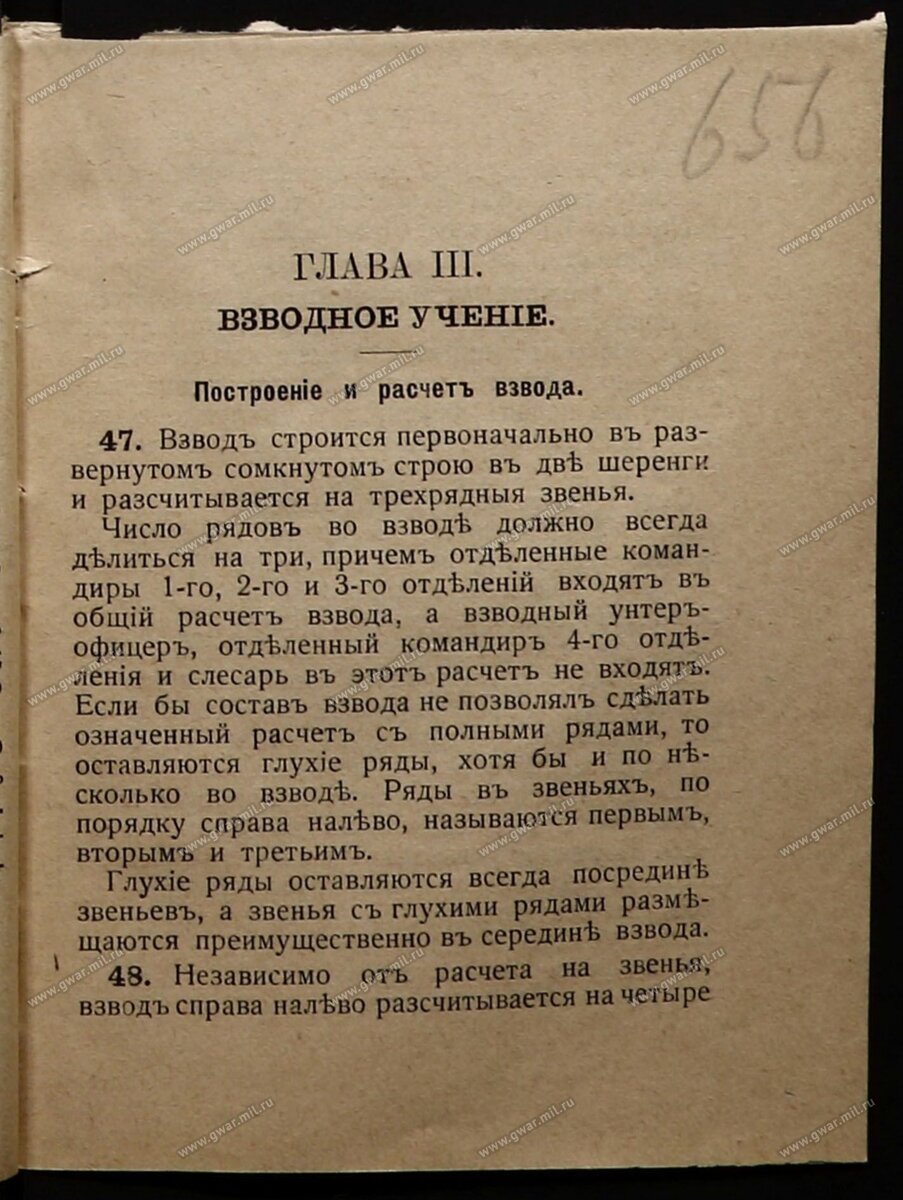 656
ГЛАВА III.
ВЗВОДНОЕ УЧЕНІЕ.
Построеніе и расчетъ взвода.
47. Взводъ строится первоначально въ раз-
вернутомъ сомкнутомъ строю въ двѣ шеренги
и разсчитывается на трехрядныя звенья.
Число рядовъ во взводѣ должно всегда
дѣлиться на три, причемъ отдѣленные коман-
диры 1-го, 2-го и 3-го отдѣленій входятъ въ
общій расчетъ взвода, а взводный унтеръ-
офицеръ, отдѣленный командиръ 4-го отдѣ-
ленія и слесарь въ этотъ расчетъ не входятъ.
Если бы составъ взвода не позволялъ сдѣлать
означенный расчетъ съ полными рядами, то
оставляются глухіе ряды, хотя бы и по нѣ-
сколько во взводѣ. Ряды въ звеньяхъ, по
порядку справа налѣво, называются первымъ,
вторымъ и третьимъ.
Глухіе ряды оставляются всегда посрединѣ
звеньевъ, а звенья съ глухими рядами размѣ-
щаются преимущественно въ серединѣ взвода.
48. Независимо отъ расчета на звенья,
взводъ справа налѣво разсчитывается на четыре
www.gwar.mil.ru